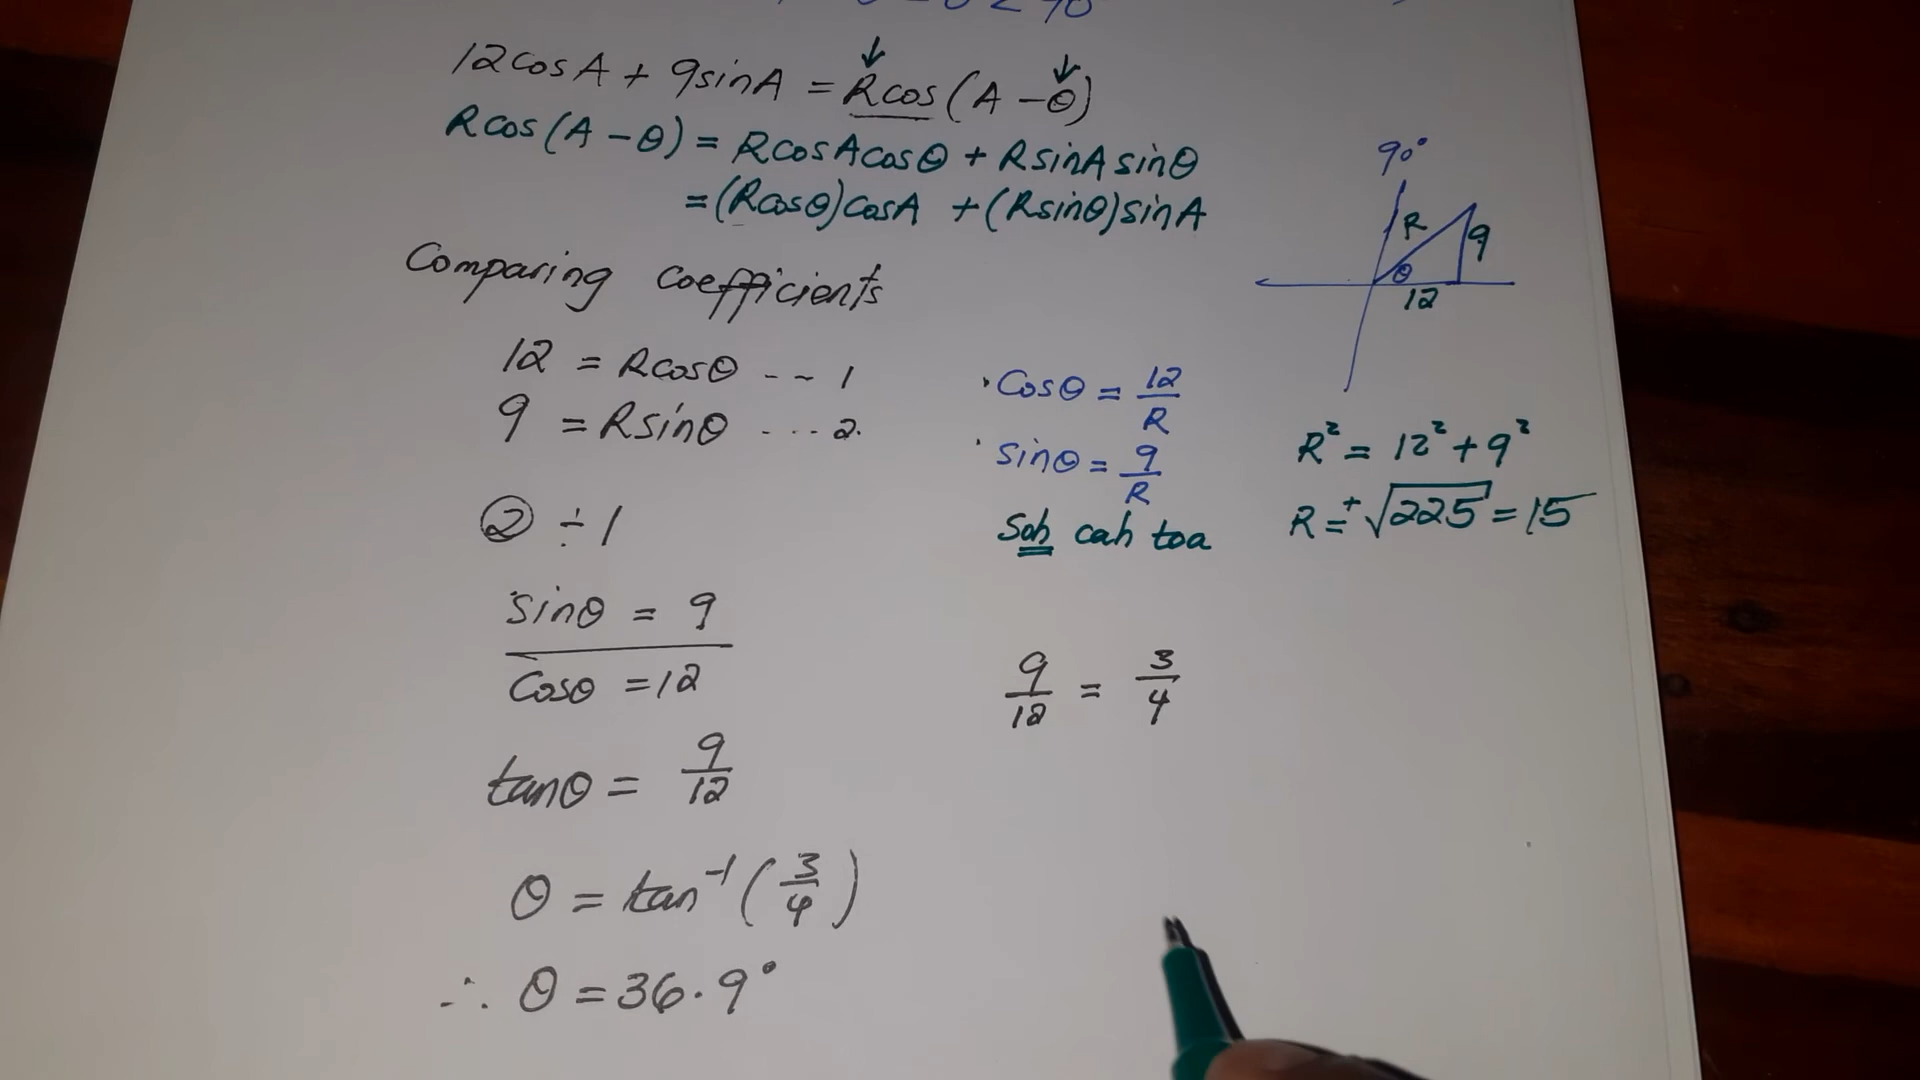 12cosA + 9sinA = Rcos(A - θ)
Rcos(A - θ) = RcosAcosθ + RsinAsinθ
= (Rcosθ)cosA + (Rsinθ)sinA
90°
R
9
θ
12
Comparing coefficients
12 = Rcosθ -- 1
9 = Rsinθ ... 2.
Cosθ = 12/R
sinθ = 9/R
Soh cah toa
R² = 12² + 9²
R = ⁺√225 = 15
② ÷ 1
sinθ = 9
Cosθ = 12
9/12 = 3/4
tanθ = 9/12
θ = tan⁻¹(3/4)
∴ θ = 36.9°